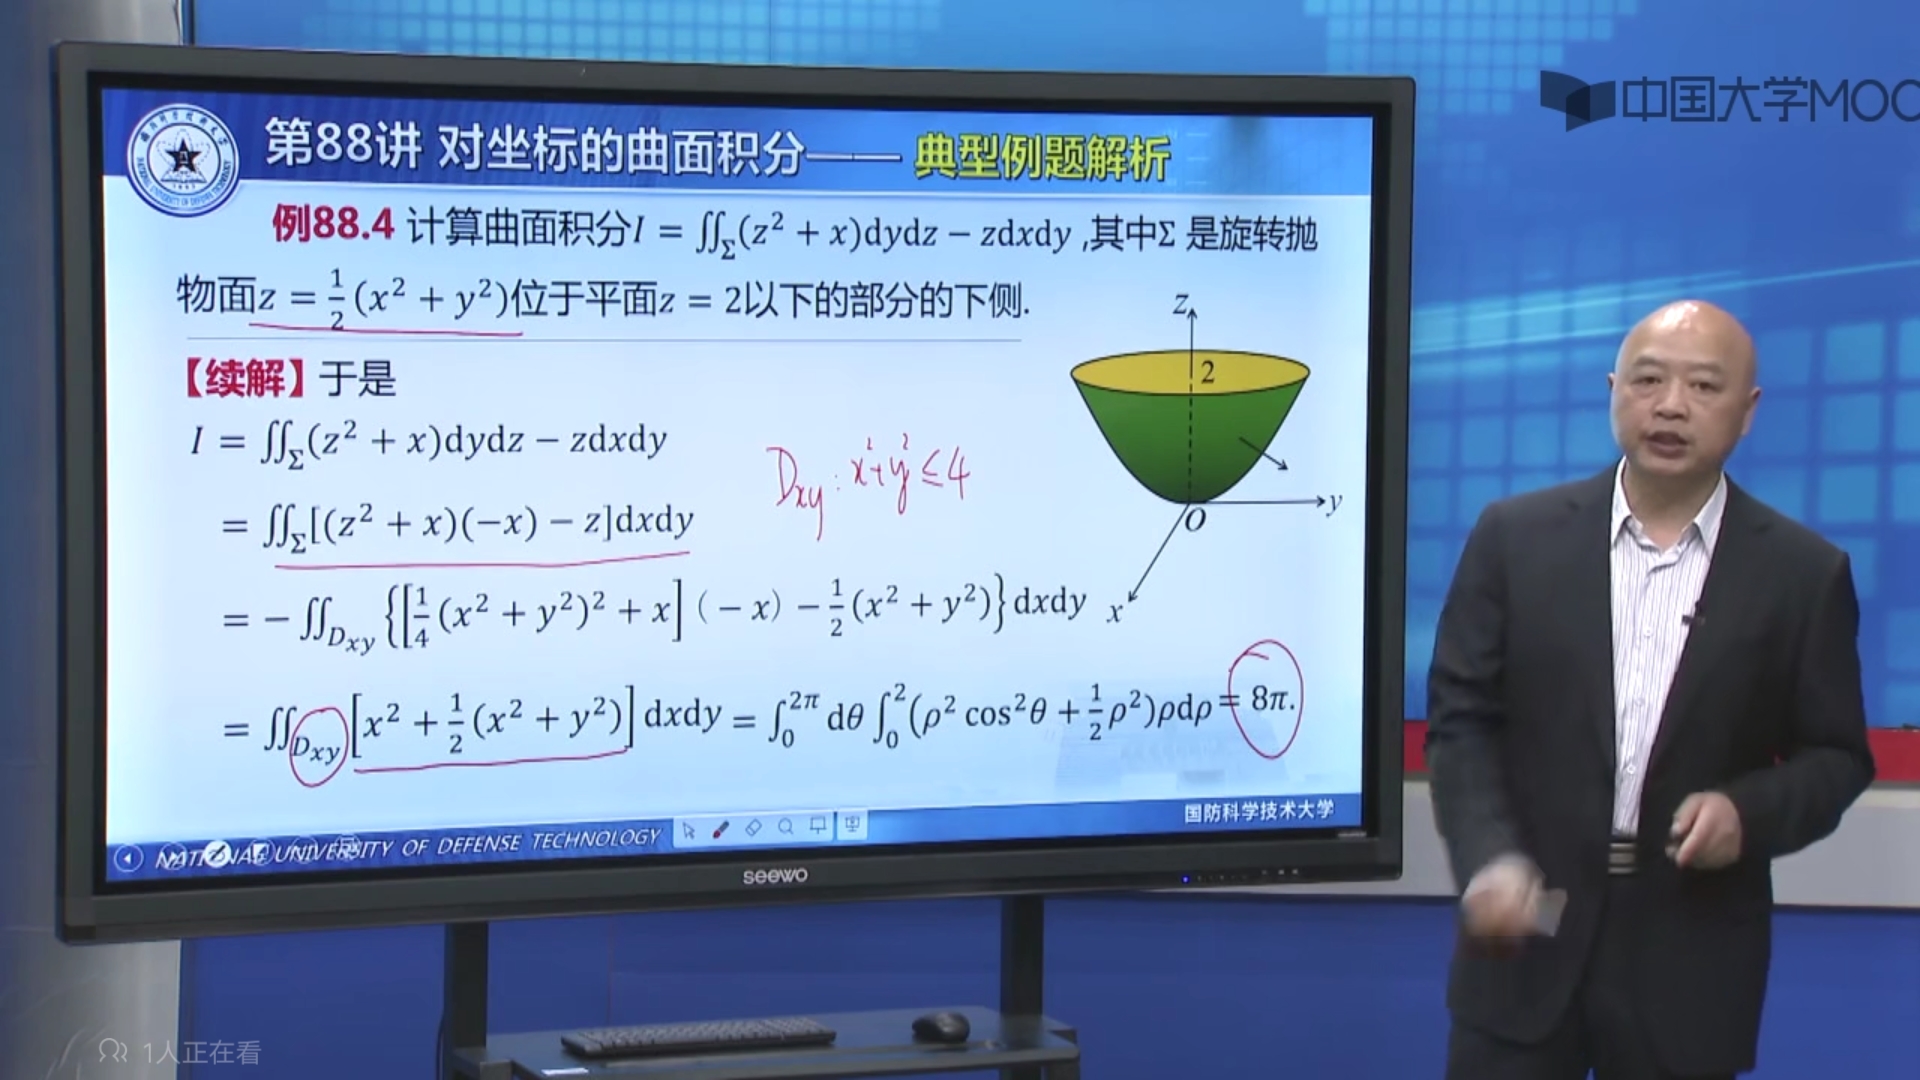 中国大学MOO
第88讲 对坐标的曲面积分—— 典型例题解析
例88.4 计算曲面积分I = ∬_Σ(z² + x)dydz − zdxdy ,其中Σ 是旋转抛
物面z = 1/2 (x² + y²)位于平面z = 2以下的部分的下侧.
【续解】于是
I = ∬_Σ(z² + x)dydz − zdxdy
= ∬_Σ[(z² + x)(−x) − z]dxdy
D_xy : x²+y² ≤ 4
z
2
O
y
x
= − ∬_{D_xy} {[1/4 (x² + y²)² + x] (− x) − 1/2 (x² + y²)} dxdy
= ∬_{D_xy} [x² + 1/2 (x² + y²)] dxdy = ∫_0^{2π} dθ ∫_0^2 (ρ² cos²θ + 1/2 ρ²)ρdρ = 8π.
国防科学技术大学
NATIONAL UNIVERSITY OF DEFENSE TECHNOLOGY
seewo
1人正在看